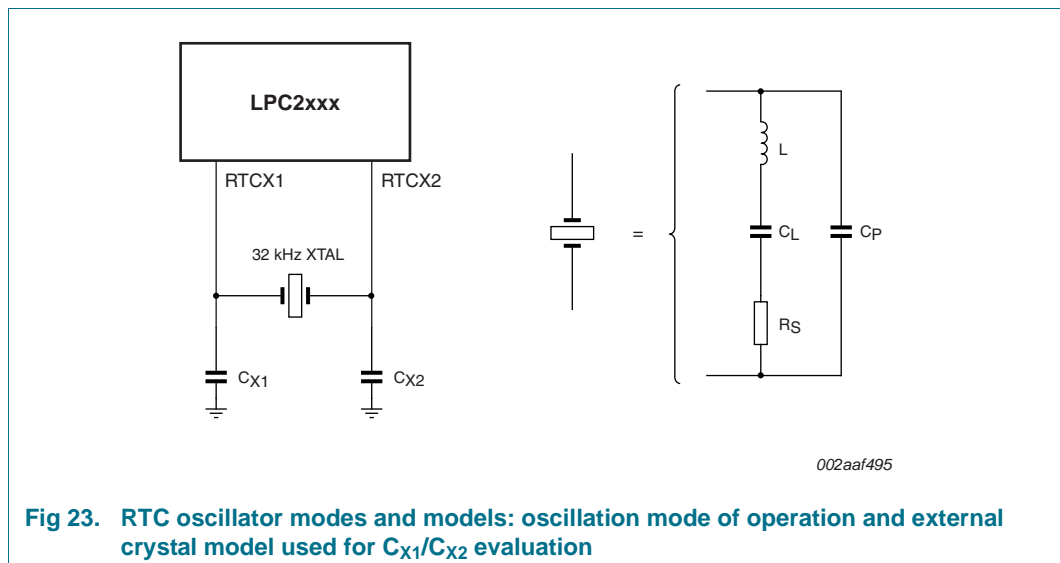 LPC2xxx
RTCX1
RTCX2
32 kHz XTAL
CX1
CX2
=
L
CL
CP
RS
002aaf495
Fig 23. RTC oscillator modes and models: oscillation mode of operation and external
crystal model used for CX1/CX2 evaluation